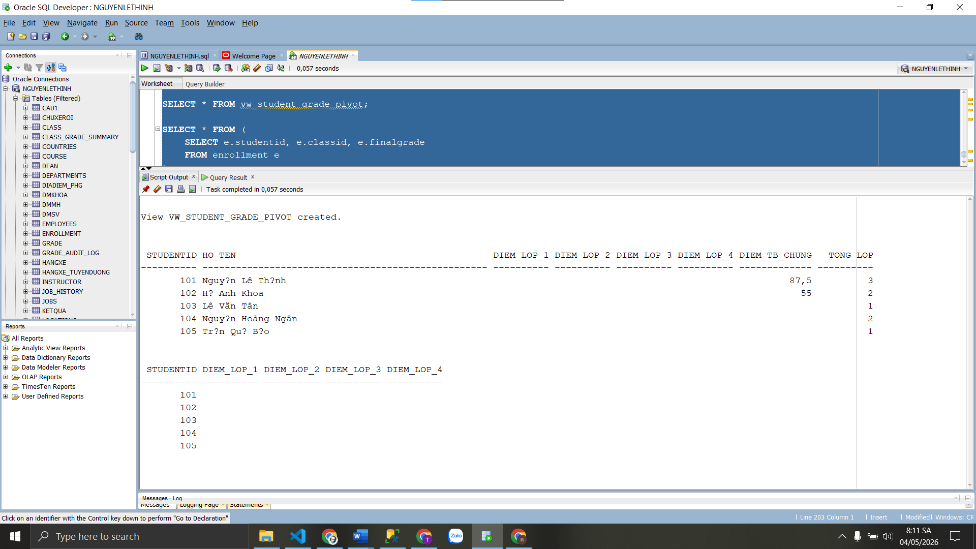 Oracle SQL Developer : NGUYENLETHINH
File Edit View Navigate Run Source Team Tools Window Help
Connections
NGUYENLETHINH.sql Welcome Page NGUYENLETHINH
0,057 seconds
NGUYENLETHINH
Worksheet Query Builder
Oracle Connections
NGUYENLETHINH
Tables (Filtered)
CAU1
CHUXEROI
CLASS
CLASS_GRADE_SUMMARY
COUNTRIES
COURSE
DEAN
DEPARTMENTS
DIADIEM_PHG
DMKHOA
DMMH
DMSV
EMPLOYEES
ENROLLMENT
GRADE
GRADE_AUDIT_LOG
HANGXE
HANGXE_TUYENDUONG
INSTRUCTOR
JOB_HISTORY
JOBS
KETQUA
SELECT * FROM vw_student_grade_pivot;
SELECT * FROM (
SELECT e.studentid, e.classid, e.finalgrade
FROM enrollment e
Script Output Query Result
Task completed in 0,057 seconds
View VW_STUDENT_GRADE_PIVOT created.
STUDENTID HO TEN DIEM LOP 1 DIEM LOP 2 DIEM LOP 3 DIEM LOP 4 DIEM TB CHUNG TONG LOP
101 Nguy?n Lê Th?nh 87,5 3
102 H? Anh Khoa 55 2
103 Lê Văn Tân 1
104 Nguy?n Hoàng Ngân 2
105 Tr?n Qu? B?o 1
STUDENTID DIEM_LOP_1 DIEM_LOP_2 DIEM_LOP_3 DIEM_LOP_4
101
102
103
104
105
Reports
All Reports
Analytic View Reports
Data Dictionary Reports
Data Modeler Reports
OLAP Reports
TimesTen Reports
User Defined Reports
Messages - Log
Messages Logging Page Statements
Click on an identifier with the Control key down to perform "Go to Declaration"
Line 203 Column 1 Insert Modified Windows: CR
Type here to search
8:11 SA
04/05/2026